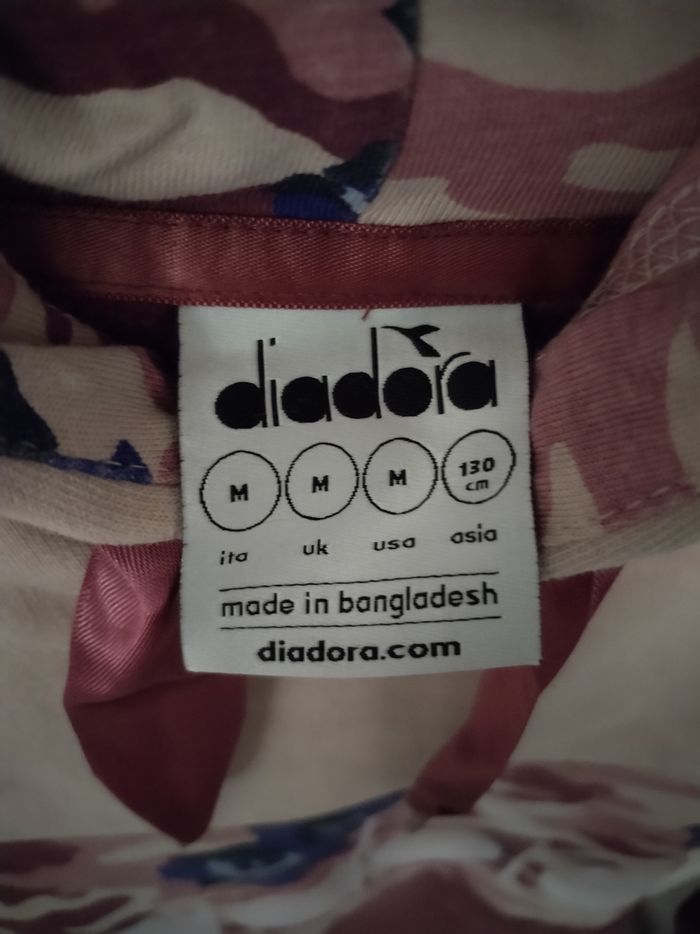 diadora
M M M 130 cm
ita uk usa asia
made in bangladesh
diadora.com